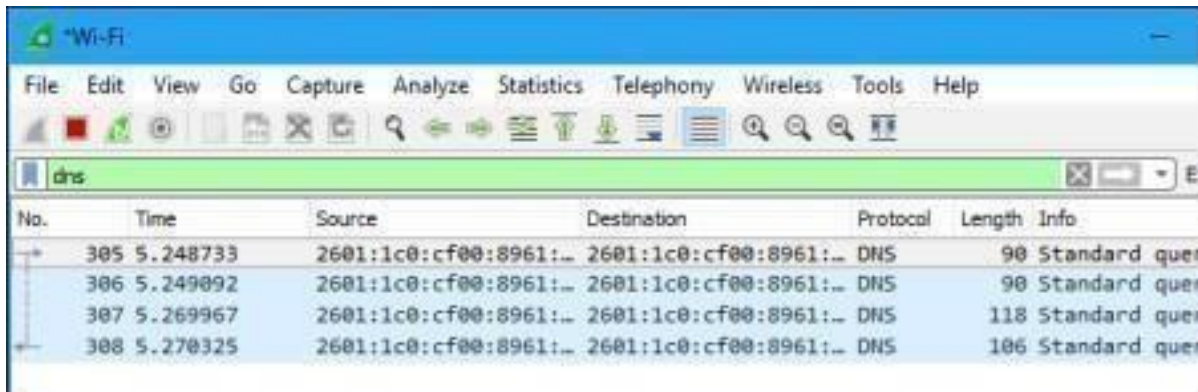 *Wi-Fi
File Edit View Go Capture Analyze Statistics Telephony Wireless Tools Help
dns
No. Time Source Destination Protocol Length Info
305 5.248733 2601:1c0:cf00:8961:… 2601:1c0:cf00:8961:… DNS 90 Standard quer
306 5.249092 2601:1c0:cf00:8961:… 2601:1c0:cf00:8961:… DNS 90 Standard quer
307 5.269967 2601:1c0:cf00:8961:… 2601:1c0:cf00:8961:… DNS 118 Standard quer
308 5.270325 2601:1c0:cf00:8961:… 2601:1c0:cf00:8961:… DNS 106 Standard quer